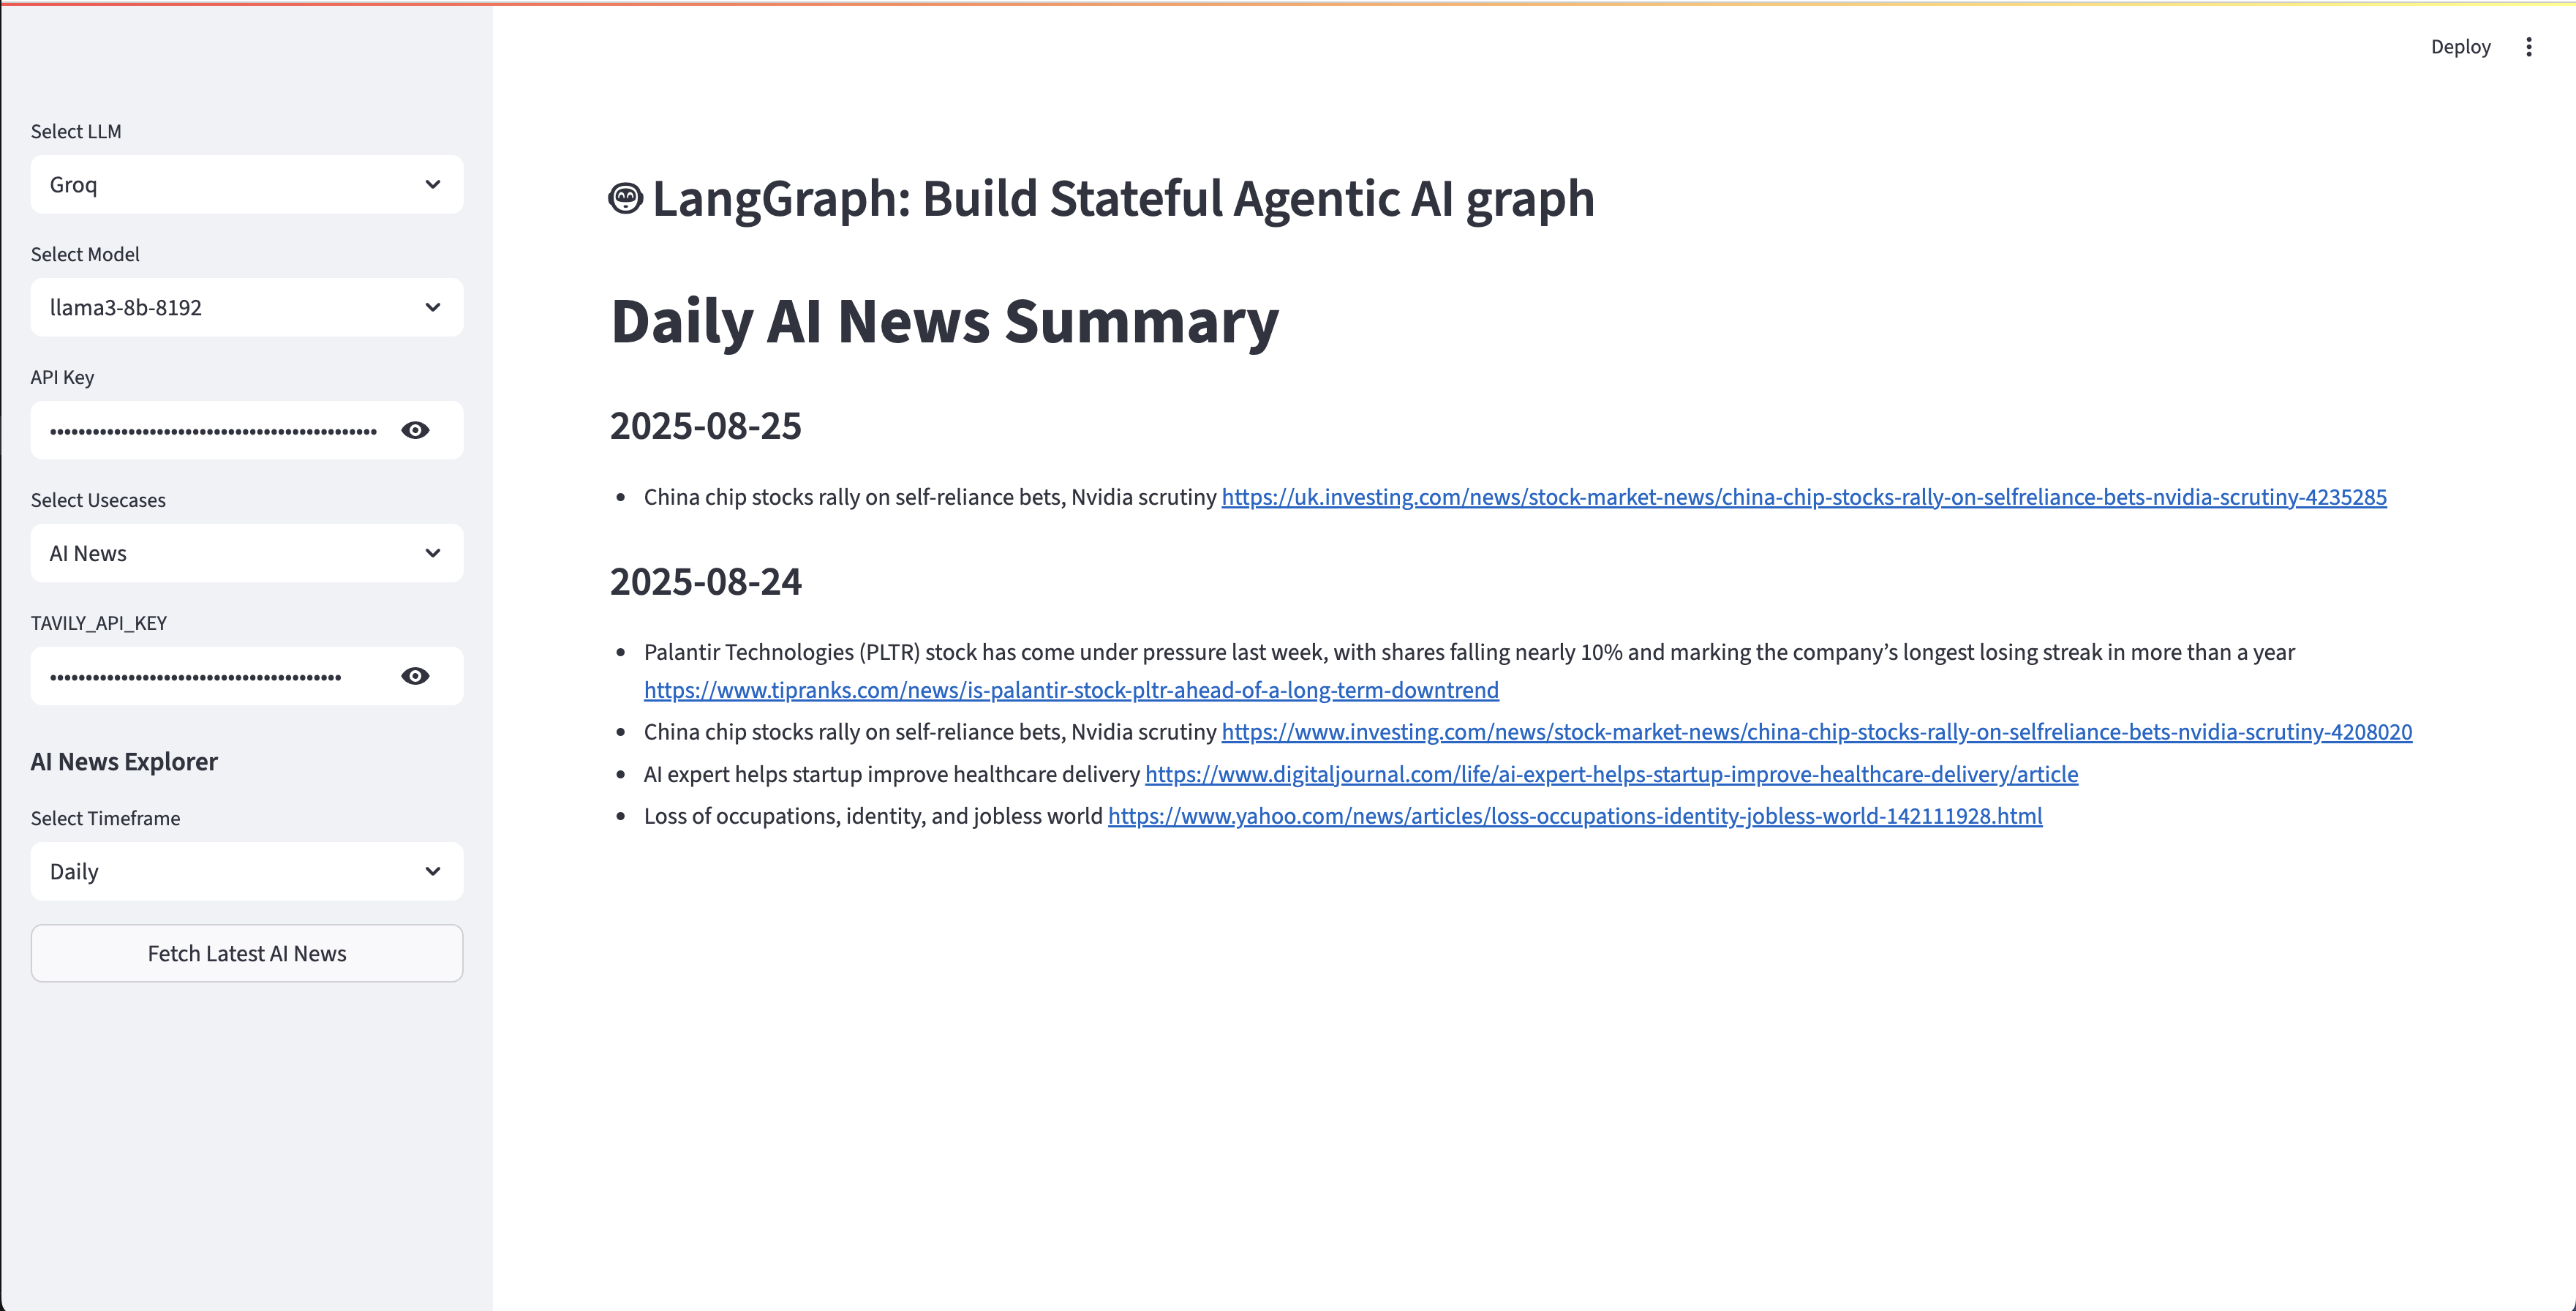 Deploy
Select LLM
Groq
Select Model
llama3-8b-8192
API Key
Select Usecases
AI News
TAVILY_API_KEY
AI News Explorer
Select Timeframe
Daily
Fetch Latest AI News
LangGraph: Build Stateful Agentic AI graph
Daily AI News Summary
2025-08-25
China chip stocks rally on self-reliance bets, Nvidia scrutiny https://uk.investing.com/news/stock-market-news/china-chip-stocks-rally-on-selfreliance-bets-nvidia-scrutiny-4235285
2025-08-24
Palantir Technologies (PLTR) stock has come under pressure last week, with shares falling nearly 10% and marking the company’s longest losing streak in more than a year
https://www.tipranks.com/news/is-palantir-stock-pltr-ahead-of-a-long-term-downtrend
China chip stocks rally on self-reliance bets, Nvidia scrutiny https://www.investing.com/news/stock-market-news/china-chip-stocks-rally-on-selfreliance-bets-nvidia-scrutiny-4208020
AI expert helps startup improve healthcare delivery https://www.digitaljournal.com/life/ai-expert-helps-startup-improve-healthcare-delivery/article
Loss of occupations, identity, and jobless world https://www.yahoo.com/news/articles/loss-occupations-identity-jobless-world-142111928.html